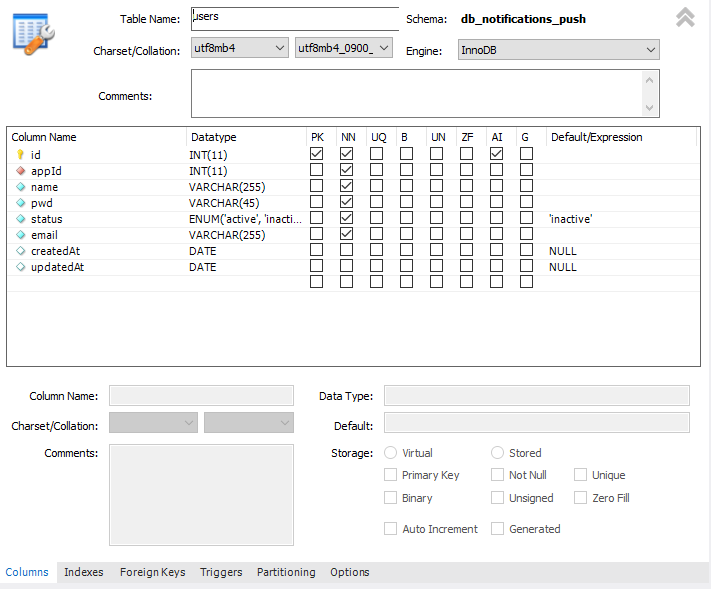 Table Name: users Schema: db_notifications_push
Charset/Collation: utf8mb4 utf8mb4_0900_ Engine: InnoDB
Comments:
Column Name Datatype PK NN UQ B UN ZF AI G Default/Expression
id INT(11)
appId INT(11)
name VARCHAR(255)
pwd VARCHAR(45)
status ENUM('active', 'inacti... 'inactive'
email VARCHAR(255)
createdAt DATE NULL
updatedAt DATE NULL
Column Name: Data Type:
Charset/Collation: Default:
Comments: Storage: Virtual Stored
Primary Key Not Null Unique
Binary Unsigned Zero Fill
Auto Increment Generated
Columns Indexes Foreign Keys Triggers Partitioning Options